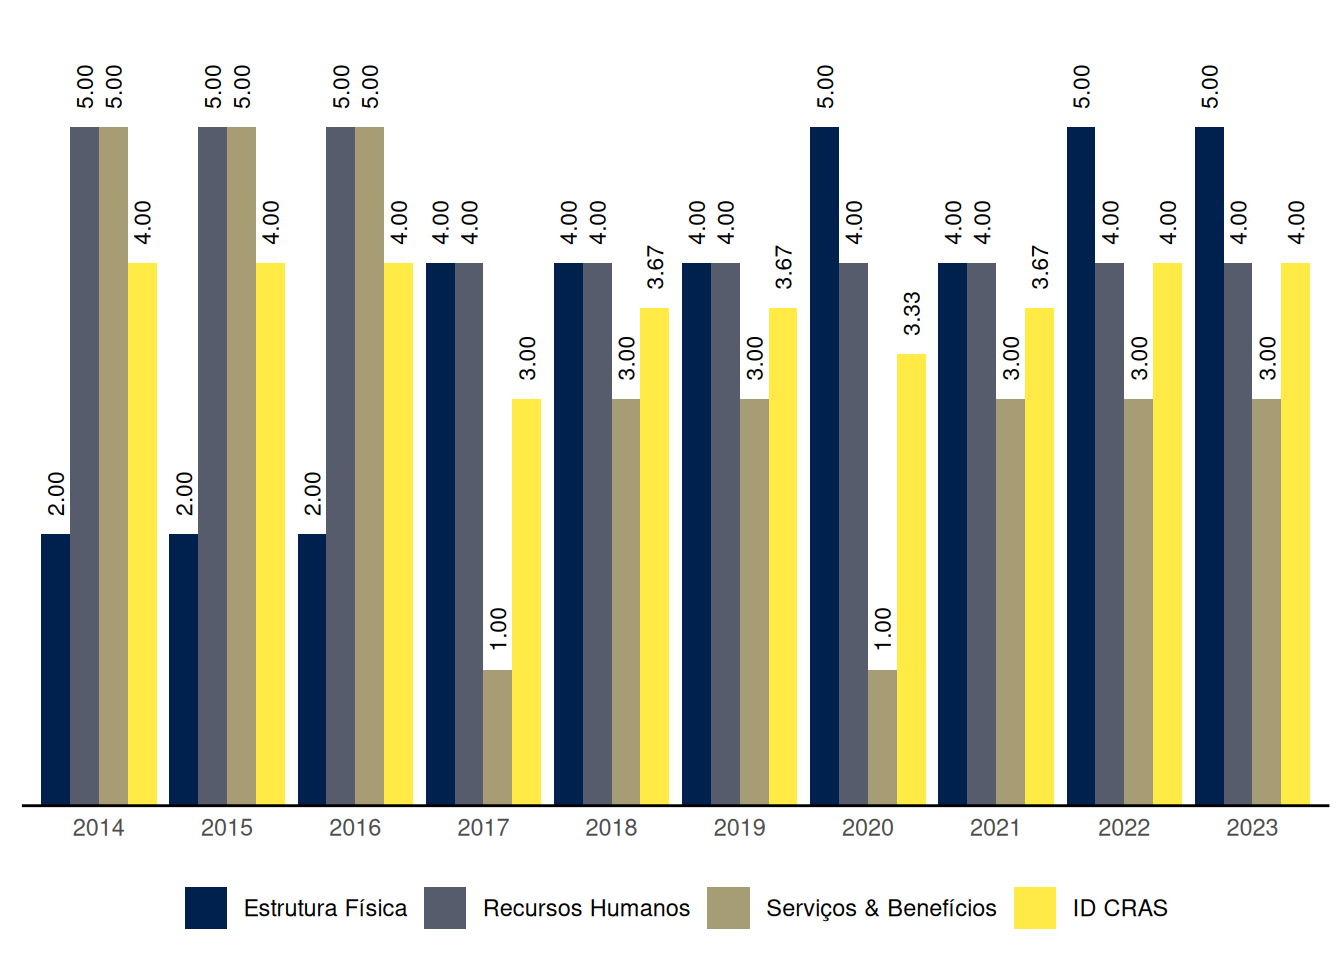 5.00 5.00 5.00 5.00 5.00 5.00 5.00 5.00 5.00
4.00 4.00 4.00 4.00 4.00 4.00 4.00 4.00 4.00 4.00 4.00 4.00 4.00 4.00 4.00 4.00
3.67 3.67 3.67
3.33
3.00 3.00 3.00 3.00 3.00 3.00
2.00 2.00 2.00
1.00 1.00
2014 2015 2016 2017 2018 2019 2020 2021 2022 2023
Estrutura Física Recursos Humanos Serviços & Benefícios ID CRAS